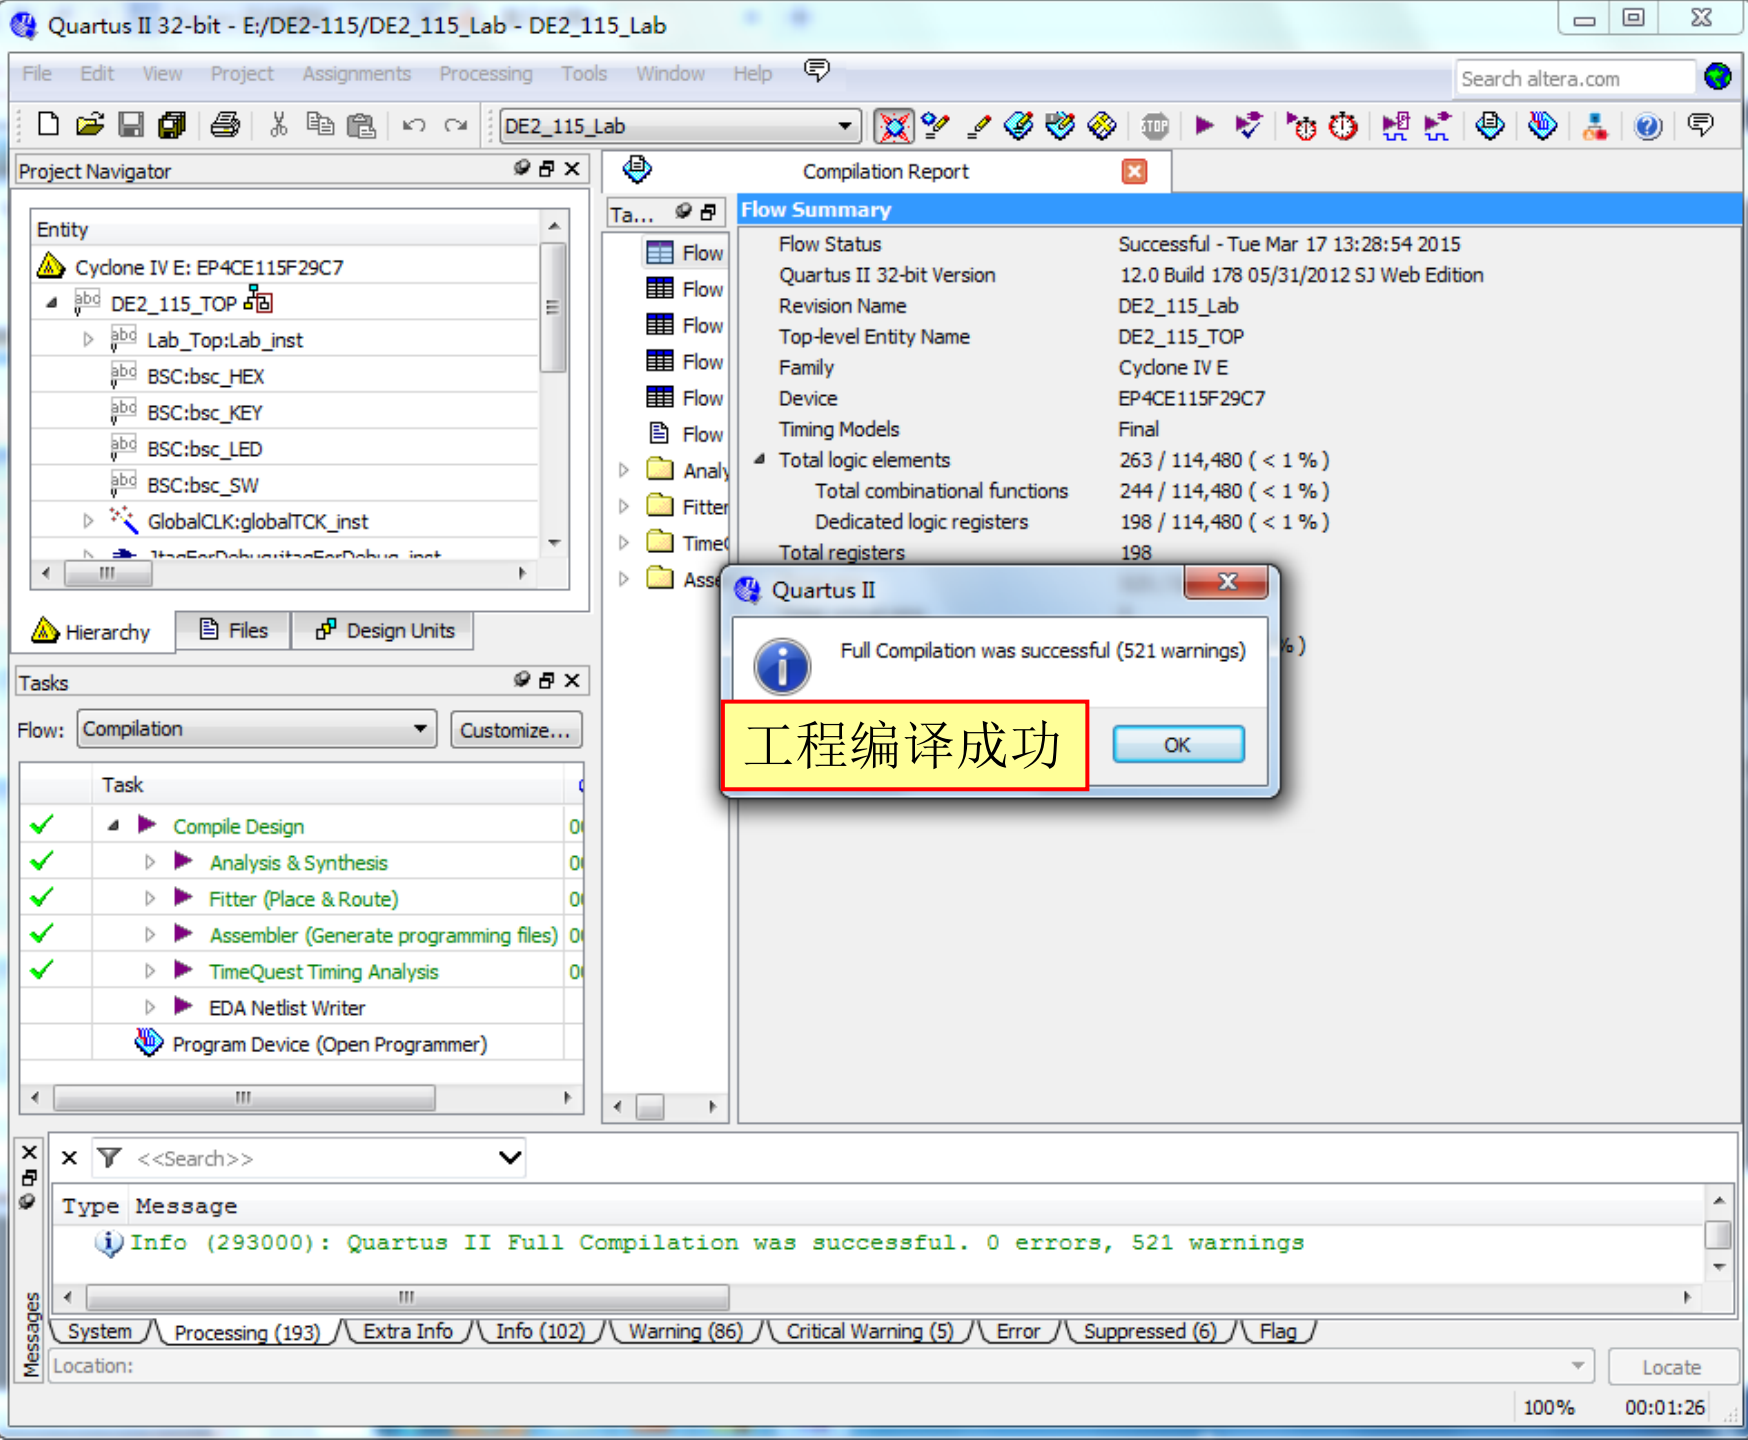 Quartus II 32-bit - E:/DE2-115/DE2_115_Lab - DE2_115_Lab
File Edit View Project Assignments Processing Tools Window Help
Search altera.com
DE2_115_Lab
STOP
Project Navigator
Entity
Cyclone IV E: EP4CE115F29C7
abd DE2_115_TOP
abd Lab_Top:Lab_inst
abd BSC:bsc_HEX
abd BSC:bsc_KEY
abd BSC:bsc_LED
abd BSC:bsc_SW
GlobalCLK:globalTCK_inst
JtagForDebug:jtagForDebug_inst
Hierarchy Files Design Units
Tasks
Flow: Compilation Customize...
Task
Compile Design
Analysis & Synthesis
Fitter (Place & Route)
Assembler (Generate programming files)
TimeQuest Timing Analysis
EDA Netlist Writer
Program Device (Open Programmer)
Compilation Report
Ta...
Flow
Flow
Flow
Flow
Flow
Flow
Analy
Fitter
Time
Asse
Flow Summary
Flow Status Successful - Tue Mar 17 13:28:54 2015
Quartus II 32-bit Version 12.0 Build 178 05/31/2012 SJ Web Edition
Revision Name DE2_115_Lab
Top-level Entity Name DE2_115_TOP
Family Cyclone IV E
Device EP4CE115F29C7
Timing Models Final
Total logic elements 263 / 114,480 ( < 1 % )
Total combinational functions 244 / 114,480 ( < 1 % )
Dedicated logic registers 198 / 114,480 ( < 1 % )
Total registers 198
% )
Quartus II
Full Compilation was successful (521 warnings)
工程编译成功
OK
<<Search>>
Type Message
Info (293000): Quartus II Full Compilation was successful. 0 errors, 521 warnings
System Processing (193) Extra Info Info (102) Warning (86) Critical Warning (5) Error Suppressed (6) Flag
Messages
Location: Locate
100% 00:01:26